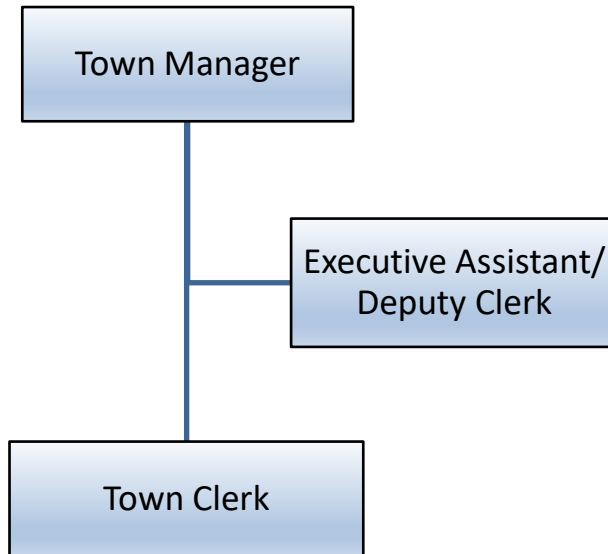 Town Manager
Executive Assistant/
Deputy Clerk
Town Clerk